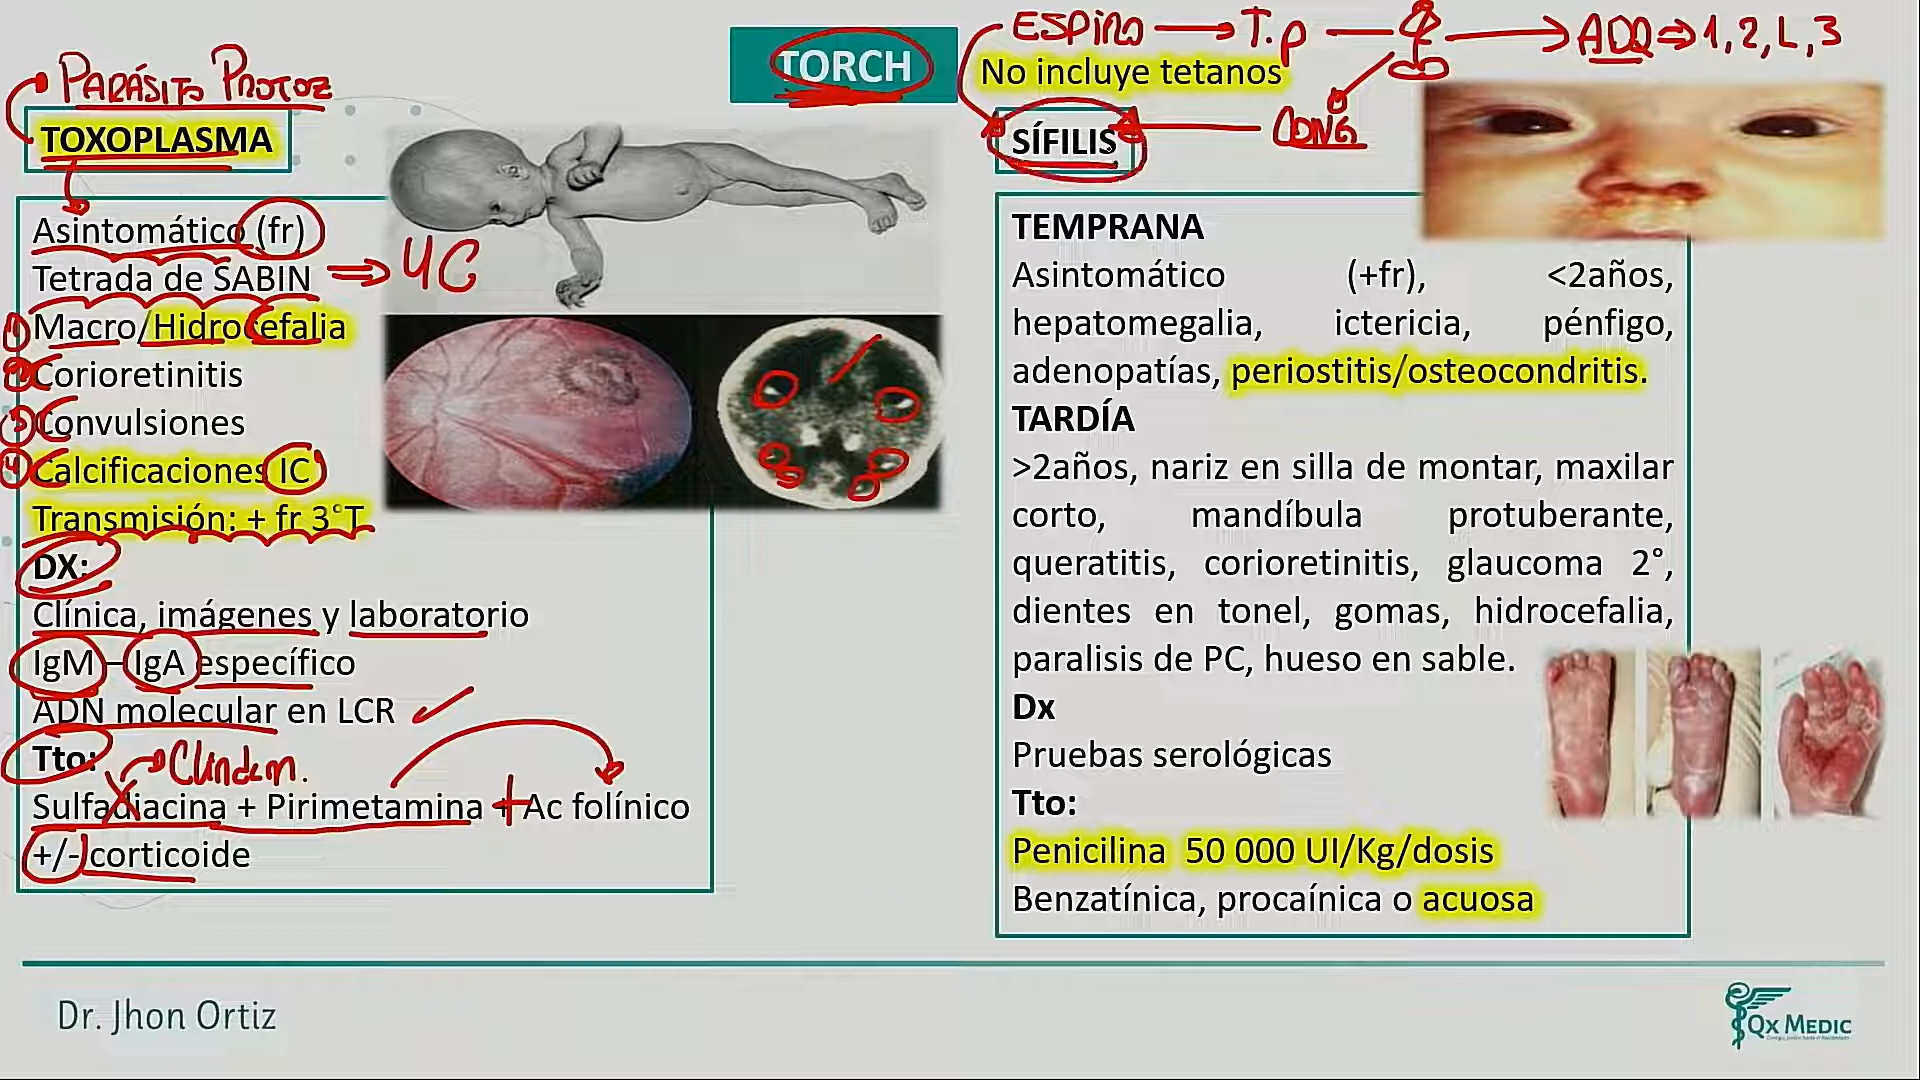 TORCH
ESPIRO → T.p — → ADQ ⇒ 1, 2, L, 3
No incluye tetanos
PARÁSITO PROTOZ
TOXOPLASMA
Asintomático (fr)
Tetrada de SABIN ⇒ 4C
1 Macro/Hidrocefalia
2 Corioretinitis
3 Convulsiones
4 Calcificaciones IC
Transmisión: + fr 3°T
DX:
Clínica, imágenes y laboratorio
IgM – IgA específico
ADN molecular en LCR
Tto: Clindam.
Sulfadiacina + Pirimetamina + Ac folínico
+/- corticoide
SÍFILIS
CONG
TEMPRANA
Asintomático (+fr), <2años,
hepatomegalia, ictericia, pénfigo,
adenopatías, periostitis/osteocondritis.
TARDÍA
>2años, nariz en silla de montar, maxilar
corto, mandíbula protuberante,
queratitis, corioretinitis, glaucoma 2°,
dientes en tonel, gomas, hidrocefalia,
paralisis de PC, hueso en sable.
Dx
Pruebas serológicas
Tto:
Penicilina 50 000 UI/Kg/dosis
Benzatínica, procaínica o acuosa
Dr. Jhon Ortiz
QX MEDIC